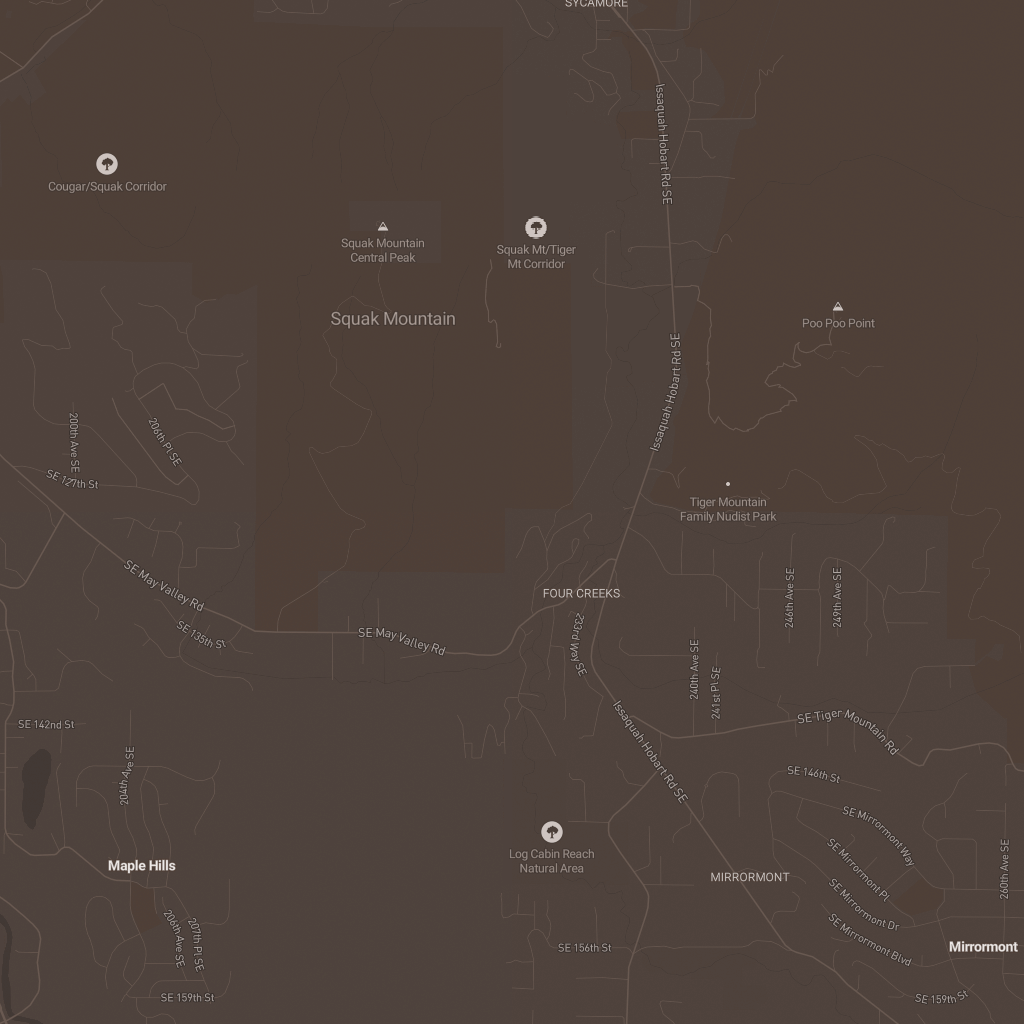 SYCAMORE
Issaquah Hobart Rd SE
Cougar/Squak Corridor
Squak Mountain
Central Peak
Squak Mt/Tiger
Mt Corridor
Squak Mountain
Poo Poo Point
Issaquah Hobart Rd SE
200th Ave SE
206th Pl SE
SE 127th St
Tiger Mountain
Family Nudist Park
SE May Valley Rd
FOUR CREEKS
246th Ave SE
249th Ave SE
SE 135th St
SE May Valley Rd
233rd Way SE
240th Ave SE
241st Pl SE
SE 142nd St
Issaquah Hobart Rd SE
SE Tiger Mountain Rd
204th Ave SE
SE 146th St
SE Mirrormont Way
Log Cabin Reach
Natural Area
Maple Hills
MIRRORMONT
SE Mirrormont Pl
260th Ave SE
SE Mirrormont Dr
206th Ave SE
207th Pl SE
SE 156th St
SE Mirrormont Blvd
Mirrormont
SE 159th St
SE 159th St